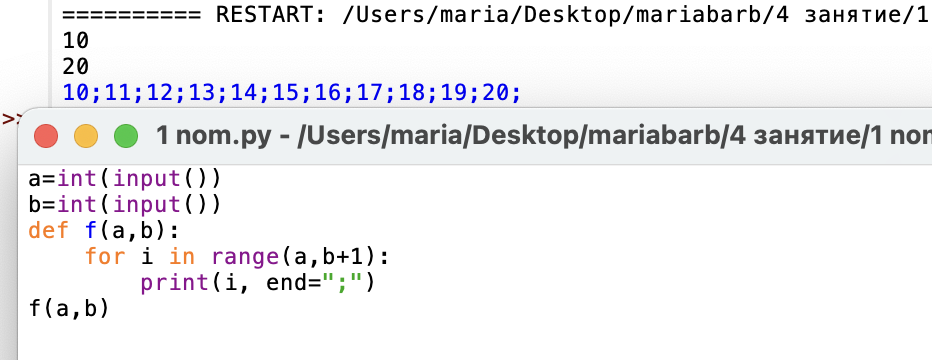 ========== RESTART: /Users/maria/Desktop/mariabarb/4 занятие/1
10
20
10;11;12;13;14;15;16;17;18;19;20;
>>
1 nom.py - /Users/maria/Desktop/mariabarb/4 занятие/1 nom
a=int(input())
b=int(input())
def f(a,b):
    for i in range(a,b+1):
        print(i, end=";")
f(a,b)